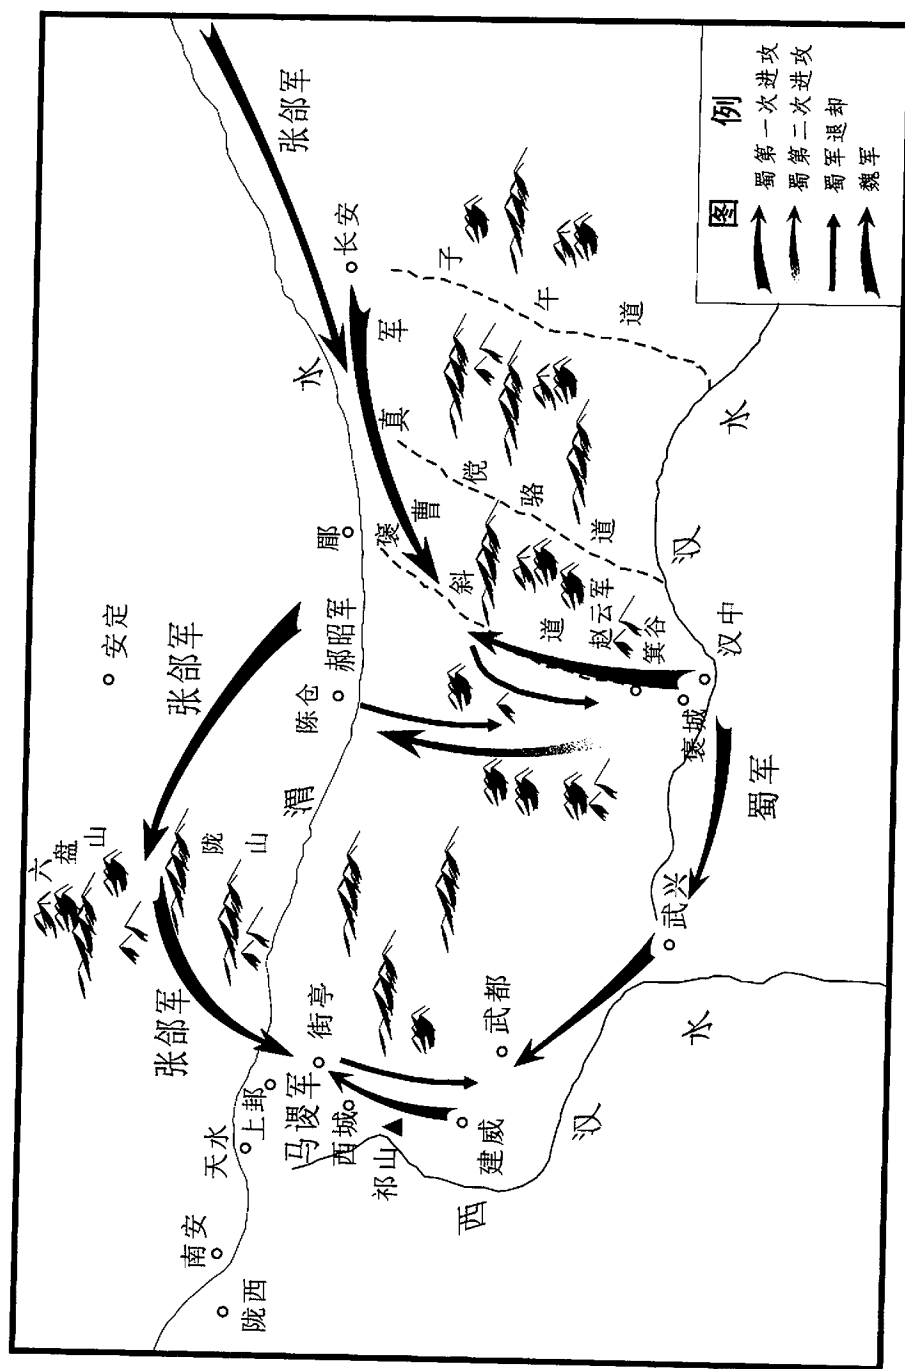 图 例
蜀第一次进攻
蜀第二次进攻
蜀军退却
魏军
六盘山
陇山
安定
张郃军
张郃军
张郃军
陇西
南安
天水
上邽
街亭
马谡军
西城
祁山
建威
武都
武兴
渭水
陈仓
郝昭军
郿
长安
曹真军
褒斜道
傥骆道
子午道
赵云军
箕谷
褒城
汉中
蜀军
汉水
西汉水